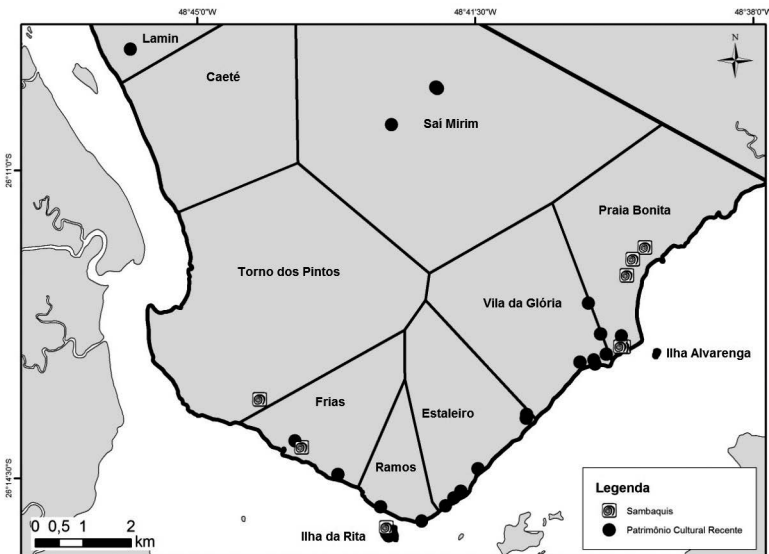 48°45'0"W
48°41'30"W
48°38'0"W
Lamin
N
Caeté
Sai Mirim
26°11'0"S
Praia Bonita
Torno dos Pintos
Vila da Glória
Ilha Alvarenga
Frias
Estaleiro
Ramos
26°14'30"S
Legenda
Sambaquis
Patrimônio Cultural Recente
0 0,5 1 2
km
Ilha da Rita